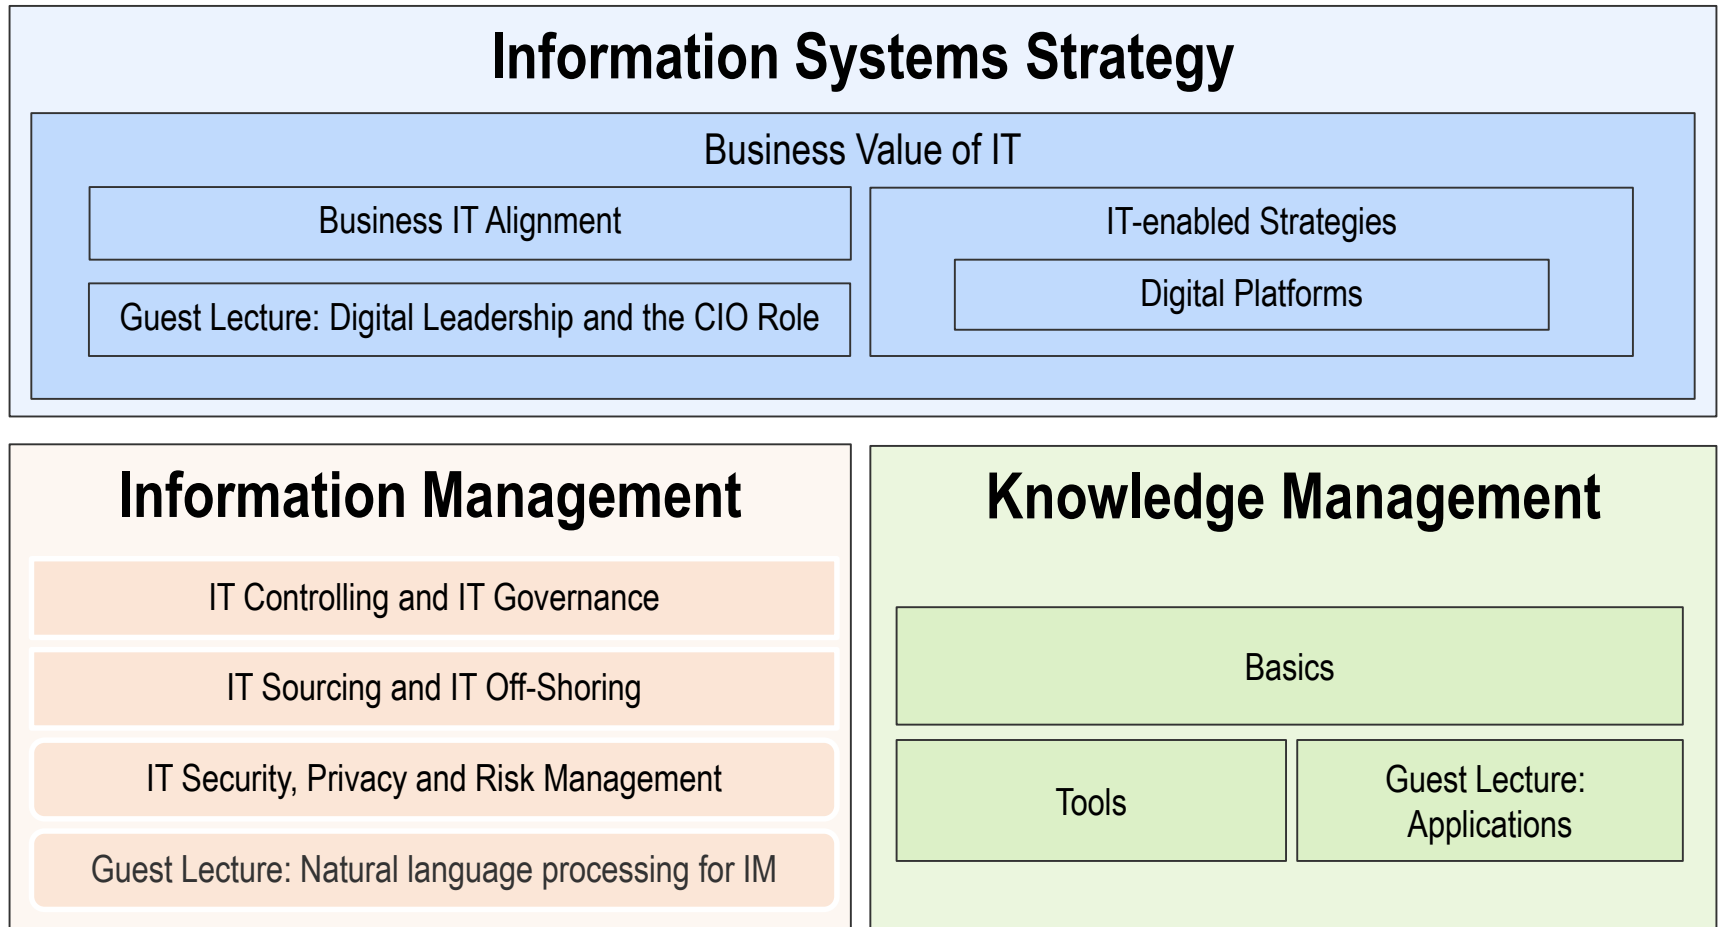 Information Systems Strategy
Business Value of IT
Business IT Alignment
Guest Lecture: Digital Leadership and the CIO Role
IT-enabled Strategies
Digital Platforms
Information Management
IT Controlling and IT Governance
IT Sourcing and IT Off-Shoring
IT Security, Privacy and Risk Management
Guest Lecture: Natural language processing for IM
Knowledge Management
Basics
Tools
Guest Lecture:
Applications